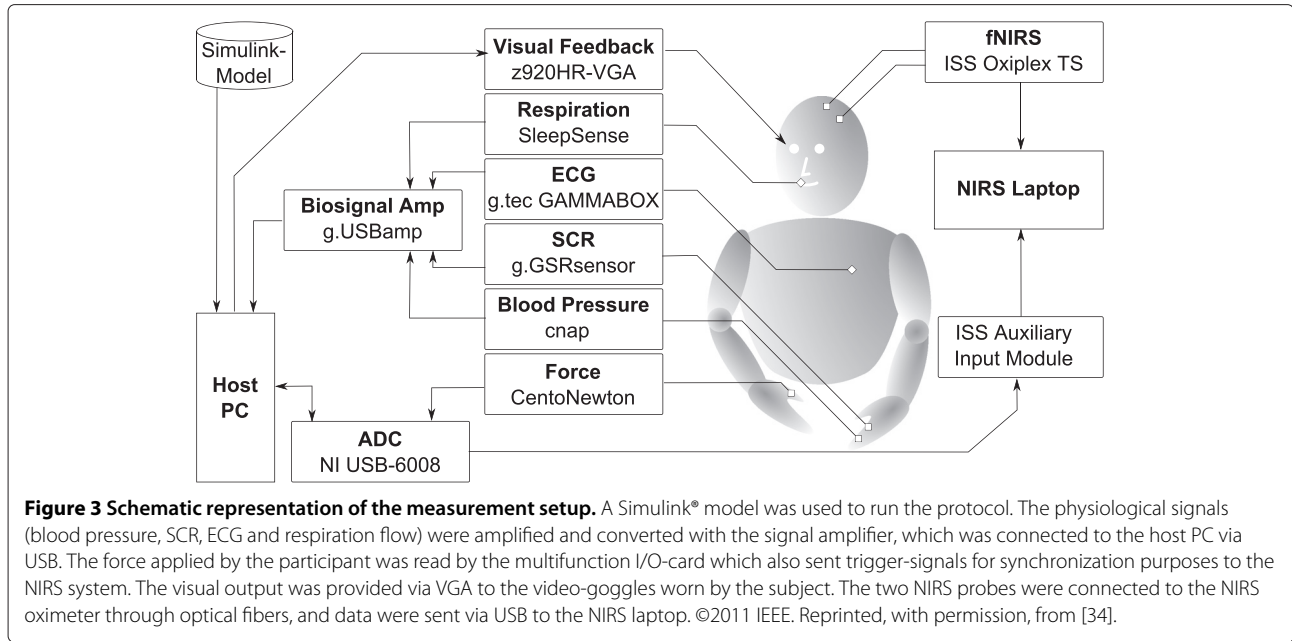 Simulink-
Model
Visual Feedback
z920HR-VGA
Respiration
SleepSense
ECG
g.tec GAMMABOX
SCR
g.GSRsensor
Blood Pressure
cnap
Force
CentoNewton
Biosignal Amp
g.USBamp
Host
PC
ADC
NI USB-6008
fNIRS
ISS Oxiplex TS
NIRS Laptop
ISS Auxiliary
Input Module
Figure 3 Schematic representation of the measurement setup. A Simulink® model was used to run the protocol. The physiological signals
(blood pressure, SCR, ECG and respiration flow) were amplified and converted with the signal amplifier, which was connected to the host PC via
USB. The force applied by the participant was read by the multifunction I/O-card which also sent trigger-signals for synchronization purposes to the
NIRS system. The visual output was provided via VGA to the video-goggles worn by the subject. The two NIRS probes were connected to the NIRS
oximeter through optical fibers, and data were sent via USB to the NIRS laptop. ©2011 IEEE. Reprinted, with permission, from [34].